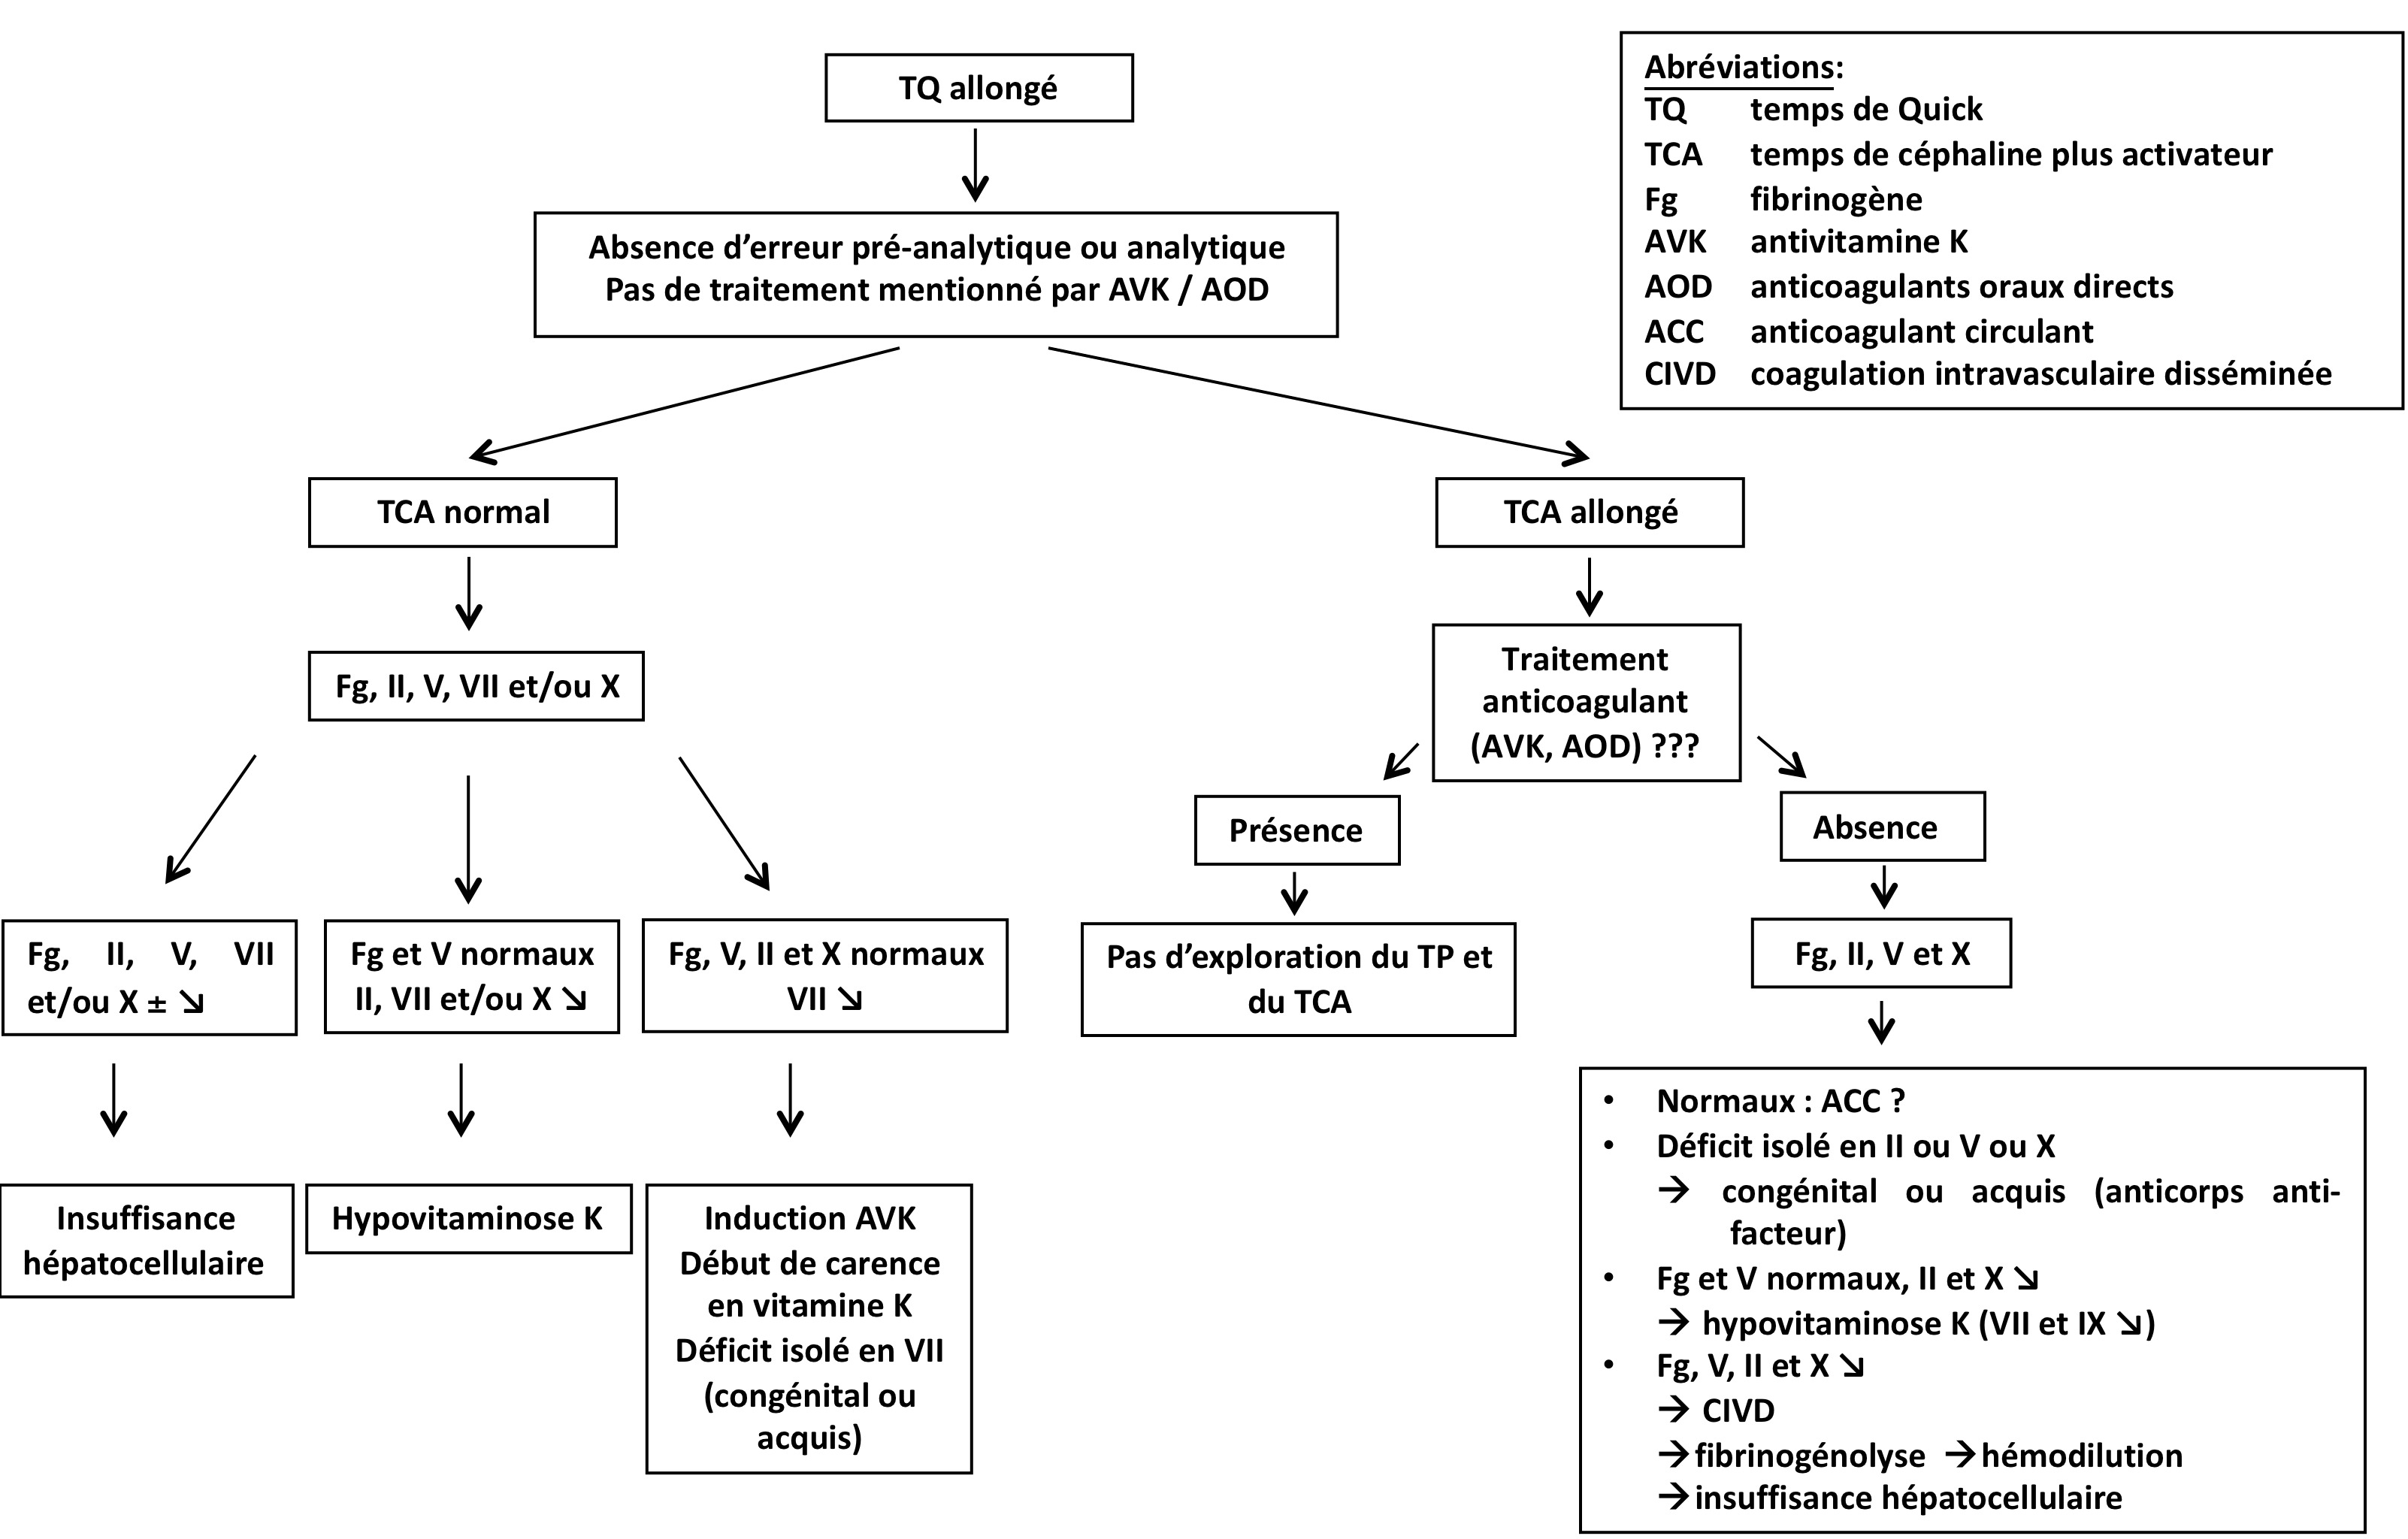 TQ allongé
Abréviations:
TQ temps de Quick
TCA temps de céphaline plus activateur
Fg fibrinogène
AVK antivitamine K
AOD anticoagulants oraux directs
ACC anticoagulant circulant
CIVD coagulation intravasculaire disséminée
Absence d’erreur pré-analytique ou analytique
Pas de traitement mentionné par AVK / AOD
TCA normal
TCA allongé
Fg, II, V, VII et/ou X
Traitement
anticoagulant
(AVK, AOD) ???
Présence
Absence
Fg, II, V, VII
et/ou X ± ↘
Fg et V normaux
II, VII et/ou X ↘
Fg, V, II et X normaux
VII ↘
Pas d’exploration du TP et
du TCA
Fg, II, V et X
Insuffisance
hépatocellulaire
Hypovitaminose K
Induction AVK
Début de carence
en vitamine K
Déficit isolé en VII
(congénital ou
acquis)
• Normaux : ACC ?
• Déficit isolé en II ou V ou X
→ congénital ou acquis (anticorps anti-
facteur)
• Fg et V normaux, II et X ↘
→ hypovitaminose K (VII et IX ↘)
• Fg, V, II et X ↘
→ CIVD
→ fibrinogénolyse → hémodilution
→ insuffisance hépatocellulaire